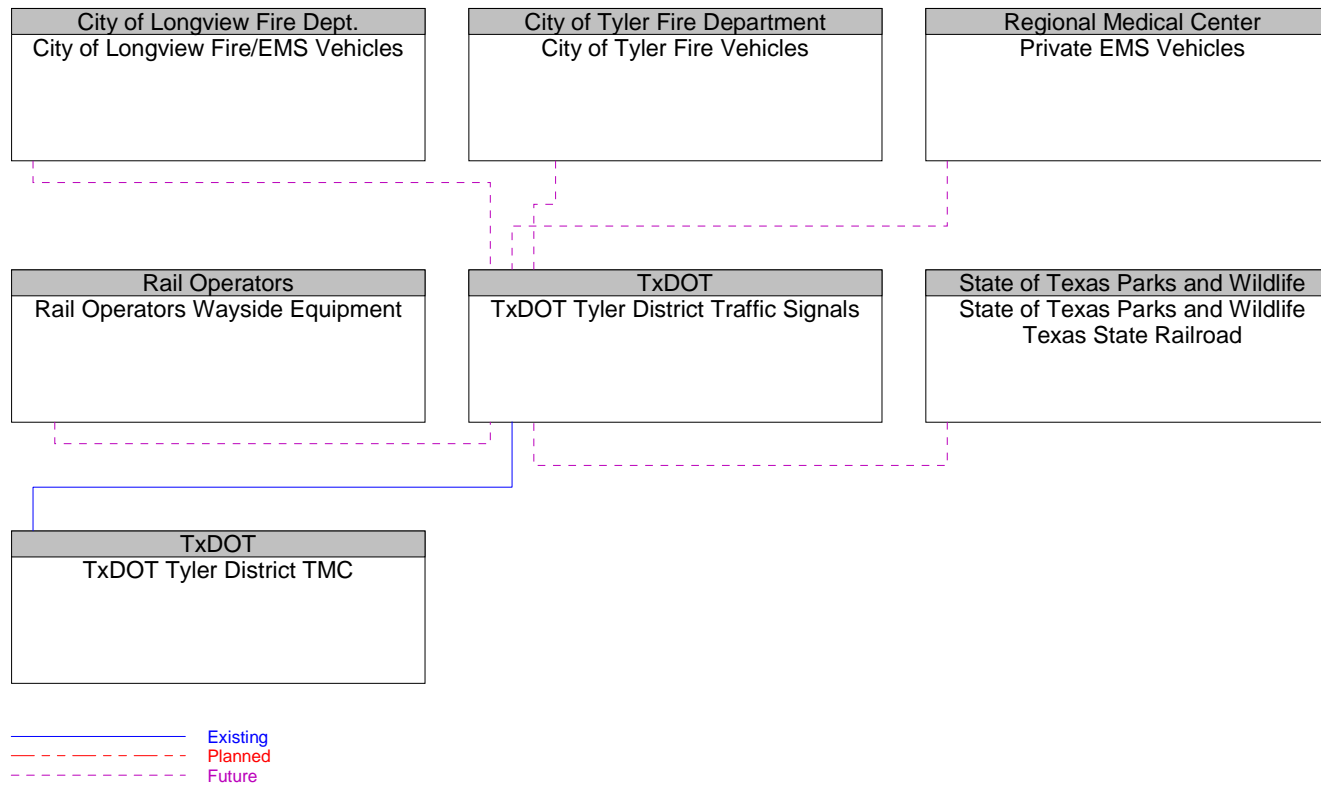 City of Longview Fire Dept.
City of Longview Fire/EMS Vehicles
City of Tyler Fire Department
City of Tyler Fire Vehicles
Regional Medical Center
Private EMS Vehicles
Rail Operators
Rail Operators Wayside Equipment
TxDOT
TxDOT Tyler District Traffic Signals
State of Texas Parks and Wildlife
State of Texas Parks and Wildlife
Texas State Railroad
TxDOT
TxDOT Tyler District TMC
Existing
Planned
Future